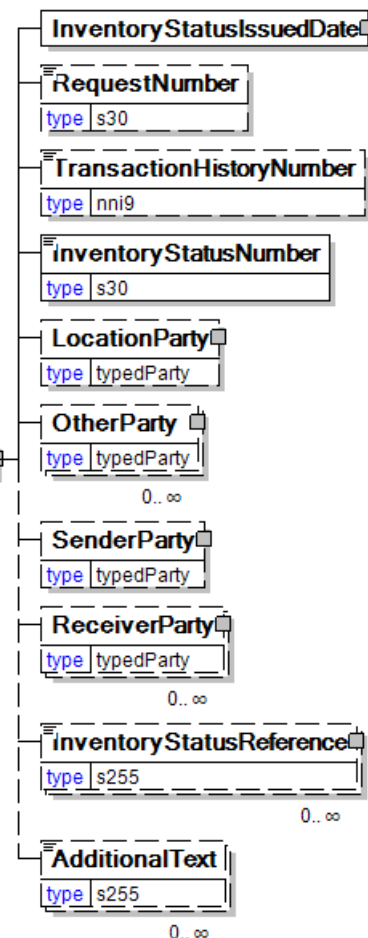 InventoryStatusIssuedDate
RequestNumber
type s30
TransactionHistoryNumber
type nni9
InventoryStatusNumber
type s30
LocationParty
type typedParty
OtherParty
type typedParty
0.. ∞
SenderParty
type typedParty
ReceiverParty
type typedParty
0.. ∞
InventoryStatusReference
type s255
0.. ∞
AdditionalText
type s255
0.. ∞